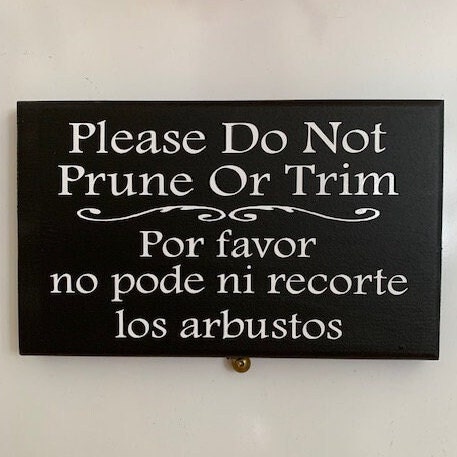 Please Do Not
Prune Or Trim
Por favor
no pode ni recorte
los arbustos